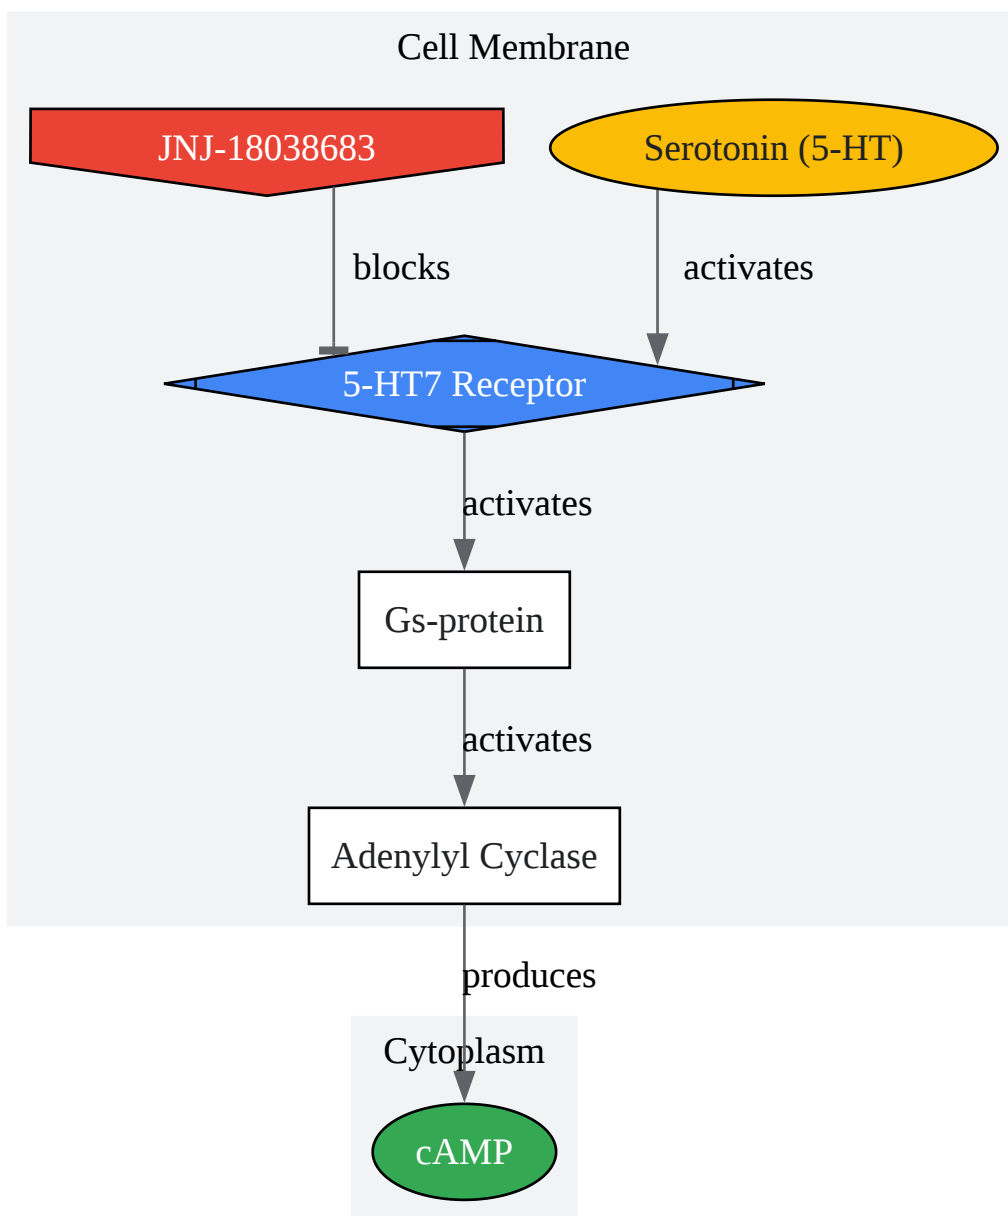 Cell Membrane
JNJ-18038683
Serotonin (5-HT)
blocks
activates
5-HT7 Receptor
activates
Gs-protein
activates
Adenylyl Cyclase
produces
Cytoplasm
cAMP